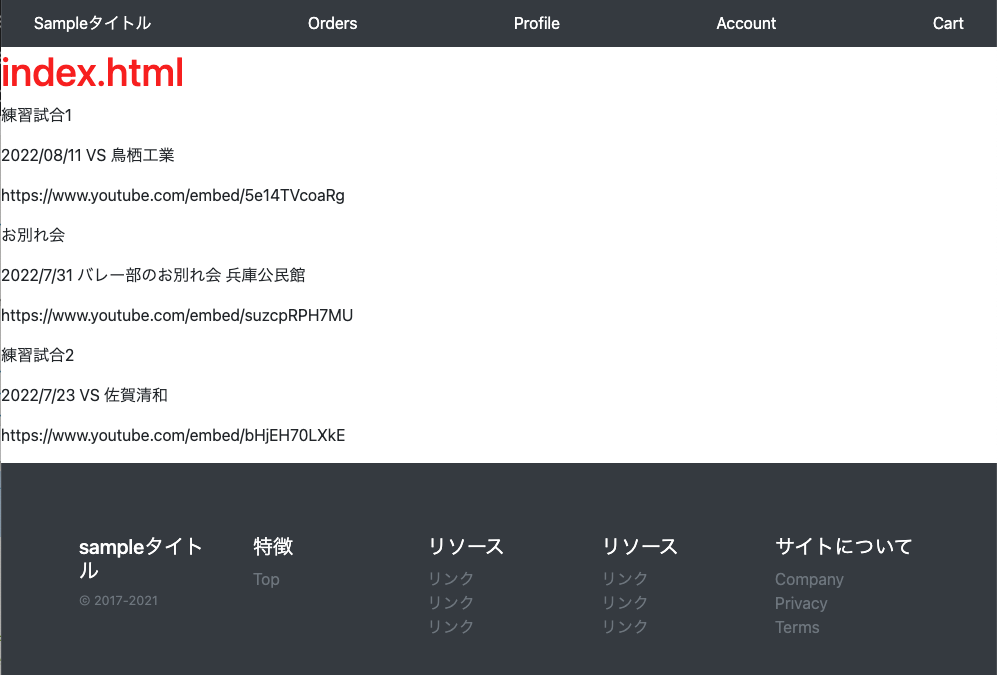 Sampleタイトル Orders Profile Account Cart
index.html
練習試合1
2022/08/11 VS 鳥栖工業
https://www.youtube.com/embed/5e14TVcoaRg
お別れ会
2022/7/31 バレー部のお別れ会 兵庫公民館
https://www.youtube.com/embed/suzcpRPH7MU
練習試合2
2022/7/23 VS 佐賀清和
https://www.youtube.com/embed/bHjEH70LXkE
sampleタイト
ル
© 2017-2021
特徴
Top
リソース
リンク
リンク
リンク
リソース
リンク
リンク
リンク
サイトについて
Company
Privacy
Terms